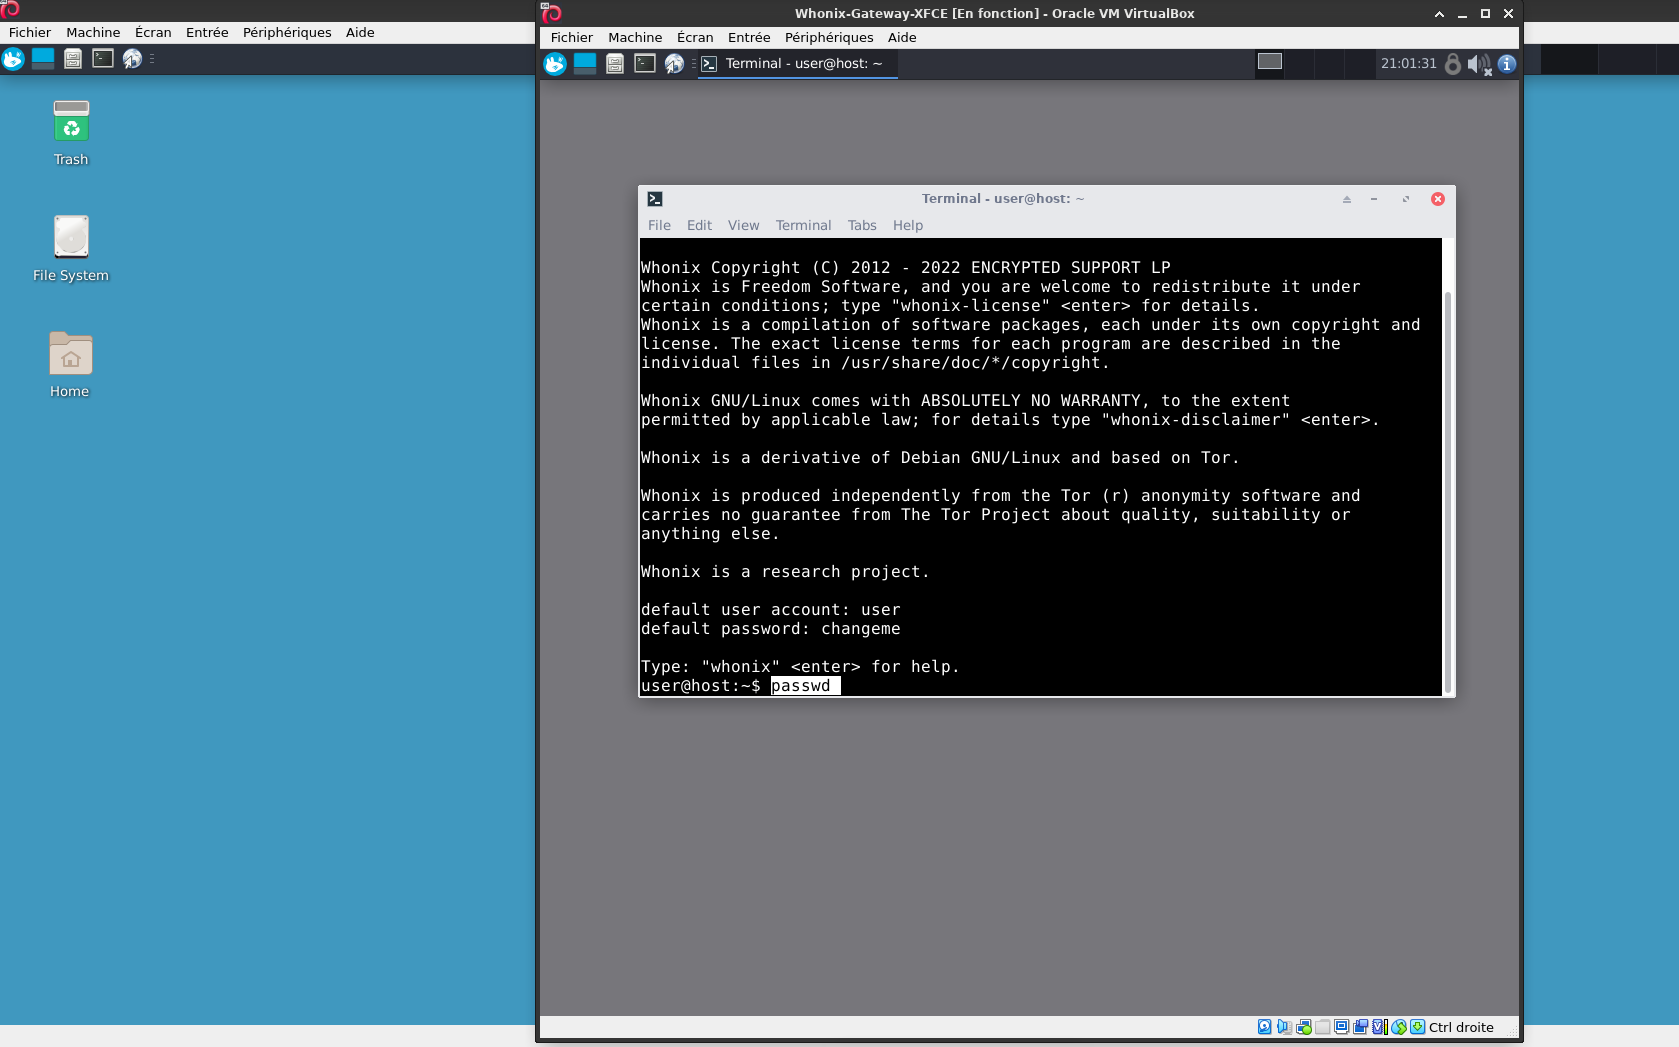 Fichier Machine Écran Entrée Périphériques Aide
Trash
File System
Home
Whonix-Gateway-XFCE [En fonction] - Oracle VM VirtualBox
Fichier Machine Écran Entrée Périphériques Aide
Terminal - user@host: ~
21:01:31
Terminal - user@host: ~
File Edit View Terminal Tabs Help
Whonix Copyright (C) 2012 - 2022 ENCRYPTED SUPPORT LP
Whonix is Freedom Software, and you are welcome to redistribute it under
certain conditions; type "whonix-license" <enter> for details.
Whonix is a compilation of software packages, each under its own copyright and
license. The exact license terms for each program are described in the
individual files in /usr/share/doc/*/copyright.
Whonix GNU/Linux comes with ABSOLUTELY NO WARRANTY, to the extent
permitted by applicable law; for details type "whonix-disclaimer" <enter>.
Whonix is a derivative of Debian GNU/Linux and based on Tor.
Whonix is produced independently from the Tor (r) anonymity software and
carries no guarantee from The Tor Project about quality, suitability or
anything else.
Whonix is a research project.
default user account: user
default password: changeme
Type: "whonix" <enter> for help.
user@host:~$ passwd
Ctrl droite